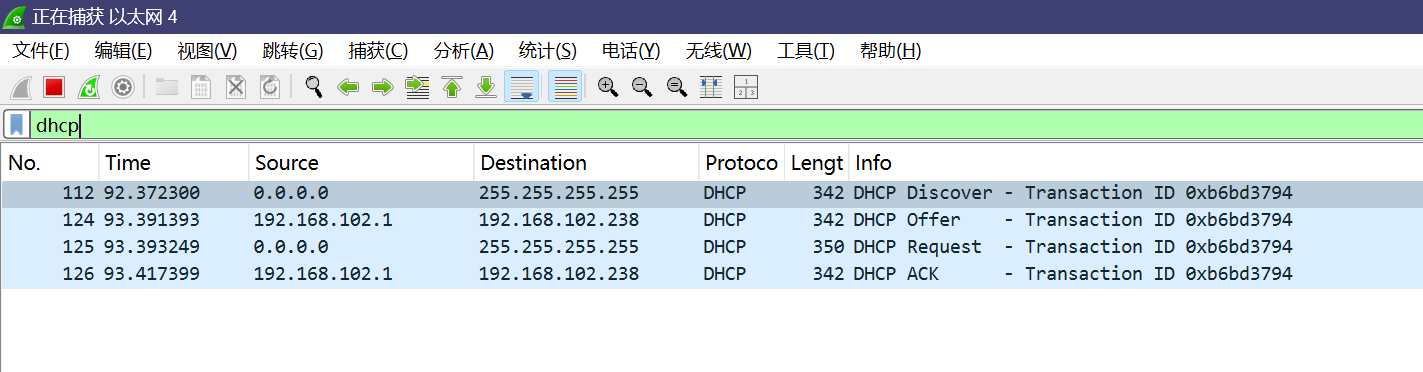 正在捕获 以太网 4
文件(F) 编辑(E) 视图(V) 跳转(G) 捕获(C) 分析(A) 统计(S) 电话(Y) 无线(W) 工具(T) 帮助(H)
dhcp
No. Time Source Destination Protoco Lengt Info
112 92.372300 0.0.0.0 255.255.255.255 DHCP 342 DHCP Discover - Transaction ID 0xb6bd3794
124 93.391393 192.168.102.1 192.168.102.238 DHCP 342 DHCP Offer - Transaction ID 0xb6bd3794
125 93.393249 0.0.0.0 255.255.255.255 DHCP 350 DHCP Request - Transaction ID 0xb6bd3794
126 93.417399 192.168.102.1 192.168.102.238 DHCP 342 DHCP ACK - Transaction ID 0xb6bd3794